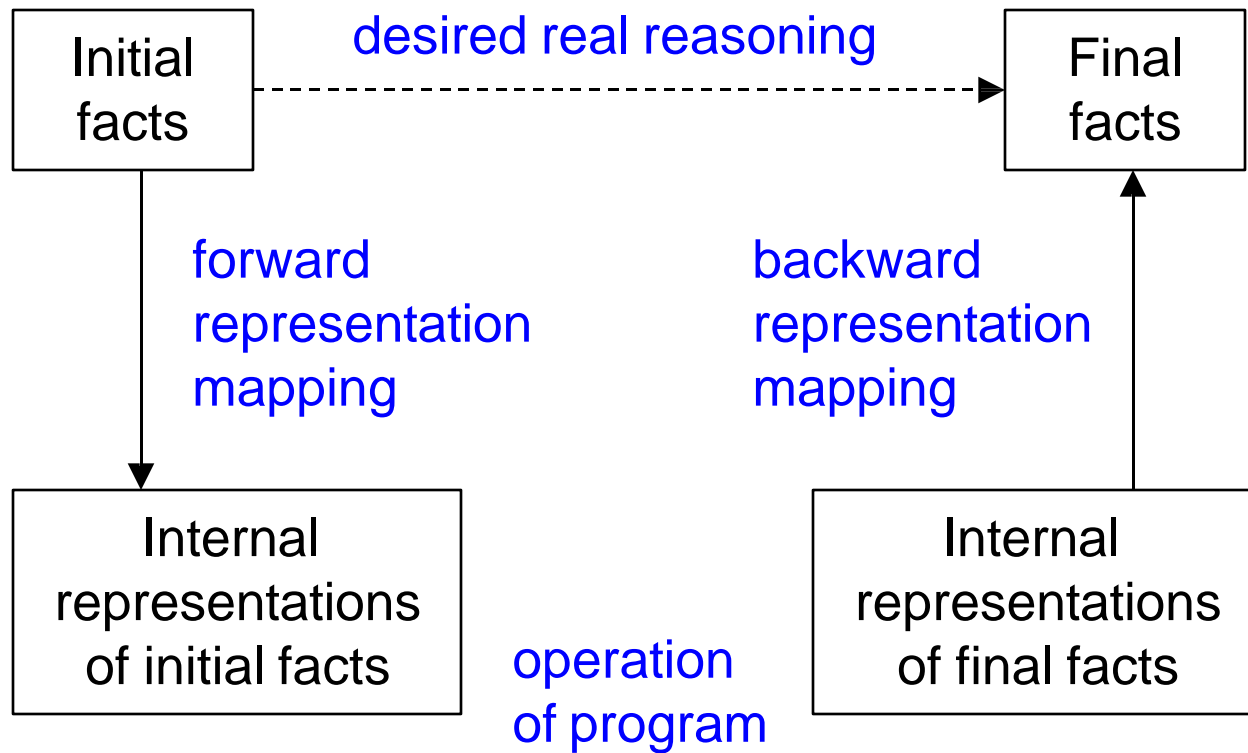 Initial
facts
desired real reasoning
Final
facts
forward
representation
mapping
backward
representation
mapping
Internal
representations
of initial facts
operation
of program
Internal
representations
of final facts